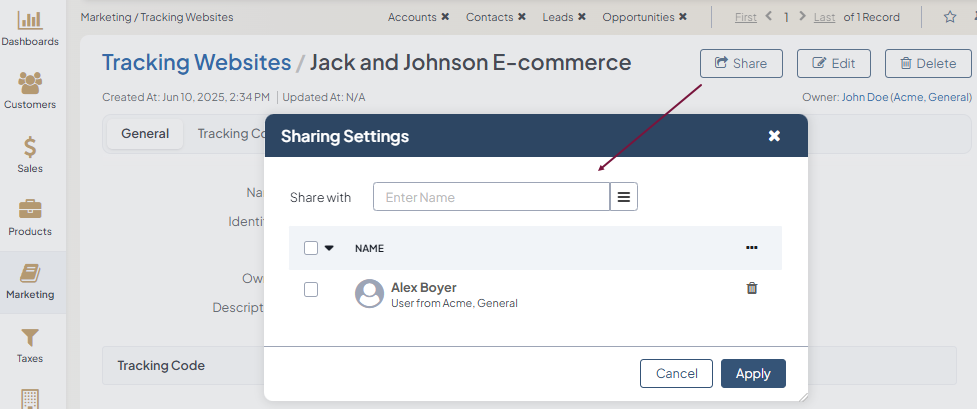 Marketing / Tracking Websites
Accounts ✖ Contacts ✖ Leads ✖ Opportunities ✖
First < 1 > Last of 1 Record
Dashboards
Customers
Sales
Products
Marketing
Taxes
Tracking Websites / Jack and Johnson E-commerce
Share
Edit
Delete
Created At: Jun 10, 2025, 2:34 PM | Updated At: N/A
Owner: John Doe (Acme, General)
General
Tracking Co
Na
Identi
Ow
Descript
Tracking Code
Sharing Settings
Share with
Enter Name
NAME
Alex Boyer
User from Acme, General
Cancel
Apply